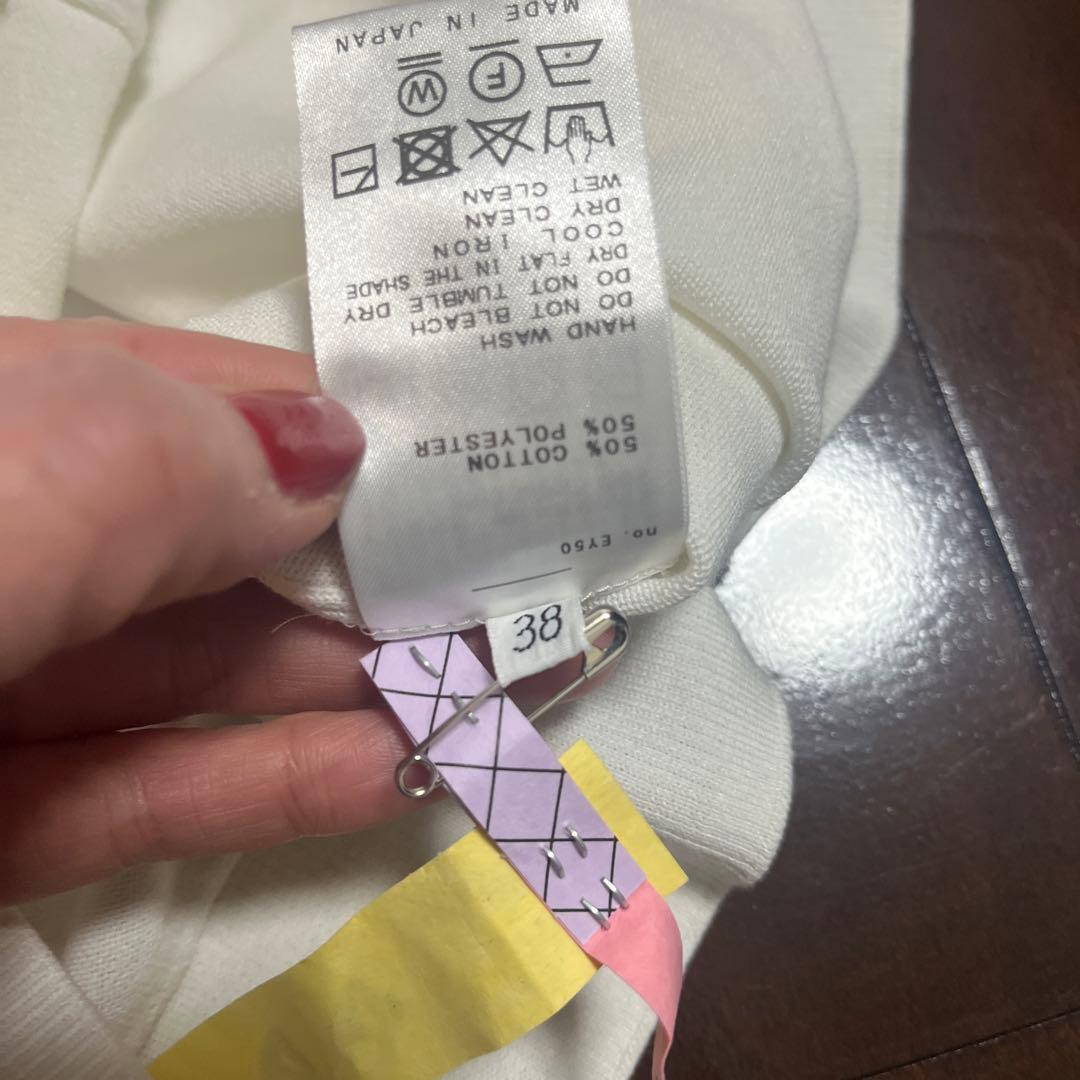 38
no. EY50
50% COTTON
50% POLYESTER
HAND WASH
DO NOT BLEACH
DO NOT TUMBLE DRY
DRY FLAT IN THE SHADE
COOL IRON
DRY CLEAN
WET CLEAN
F W
MADE IN JAPAN